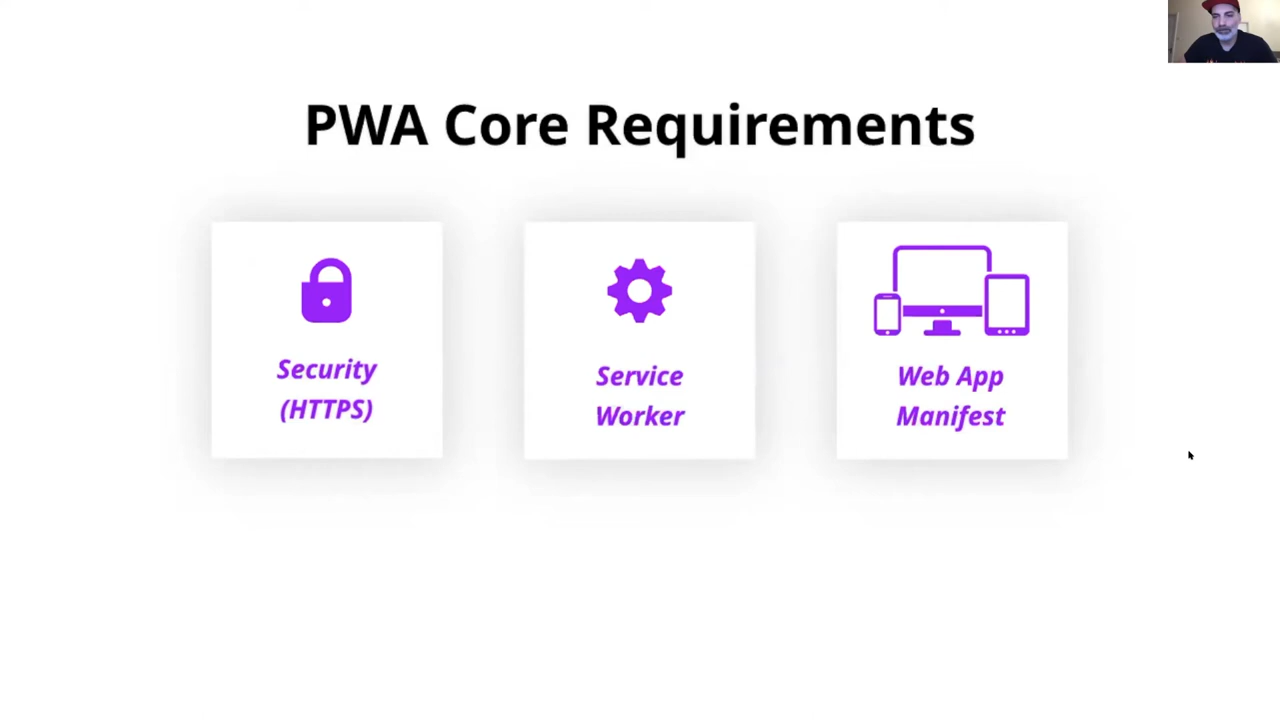 PWA Core Requirements
Security
(HTTPS)
Service
Worker
Web App
Manifest